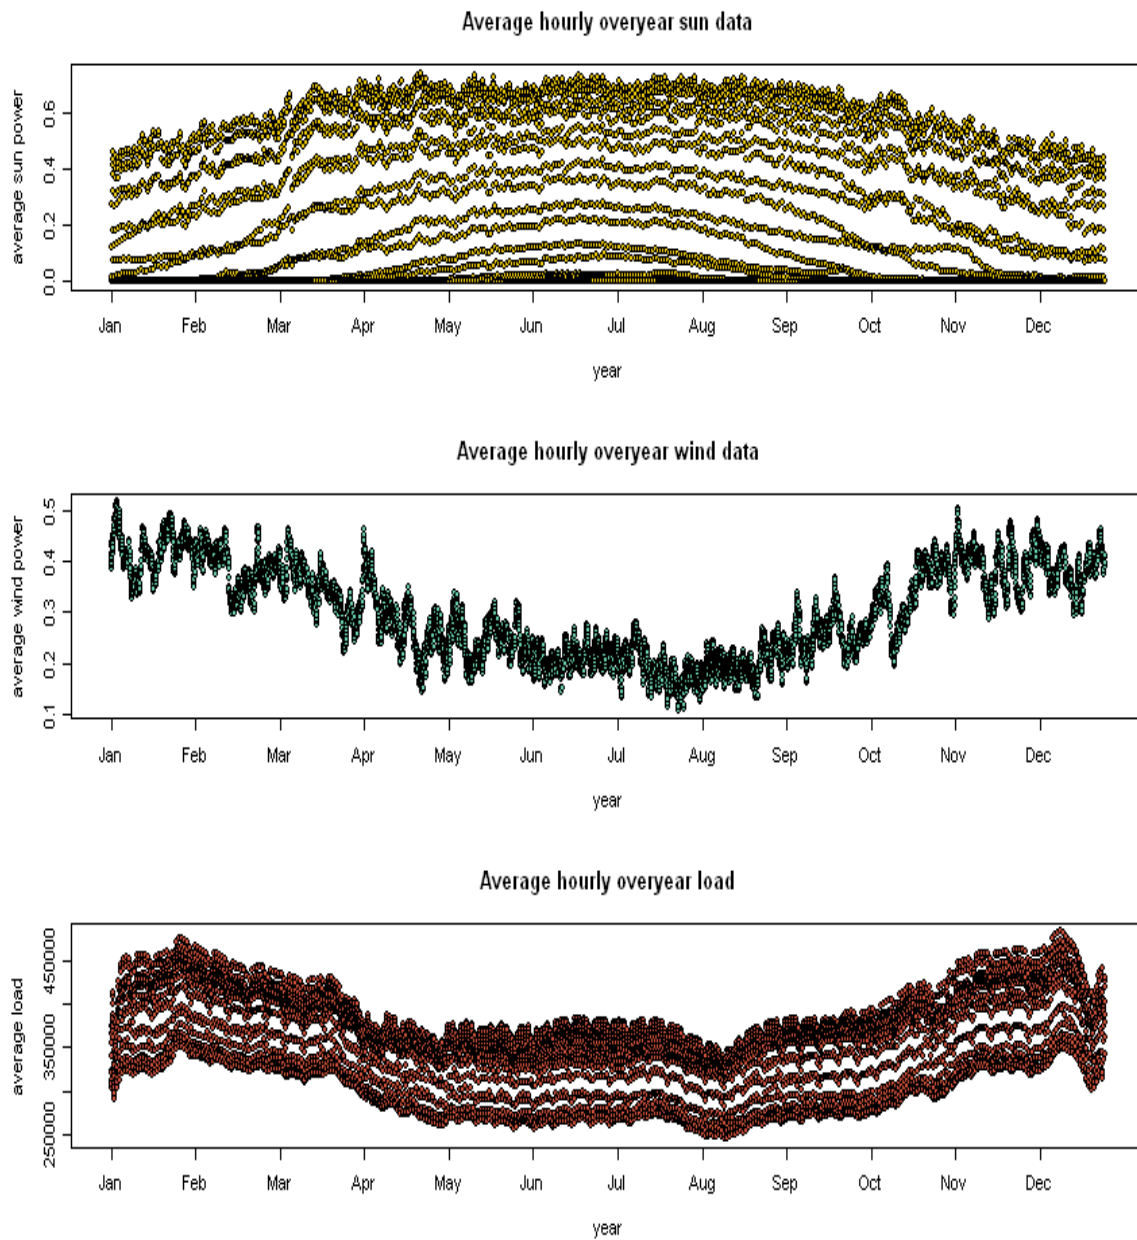 Average hourly overyear sun data
average sun power
0.0 0.2 0.4 0.6
Jan Feb Mar Apr May Jun Jul Aug Sep Oct Nov Dec
year
Average hourly overyear wind data
average wind power
0.1 0.2 0.3 0.4 0.5
Jan Feb Mar Apr May Jun Jul Aug Sep Oct Nov Dec
year
Average hourly overyear load
average load
250000 350000 450000
Jan Feb Mar Apr May Jun Jul Aug Sep Oct Nov Dec
year